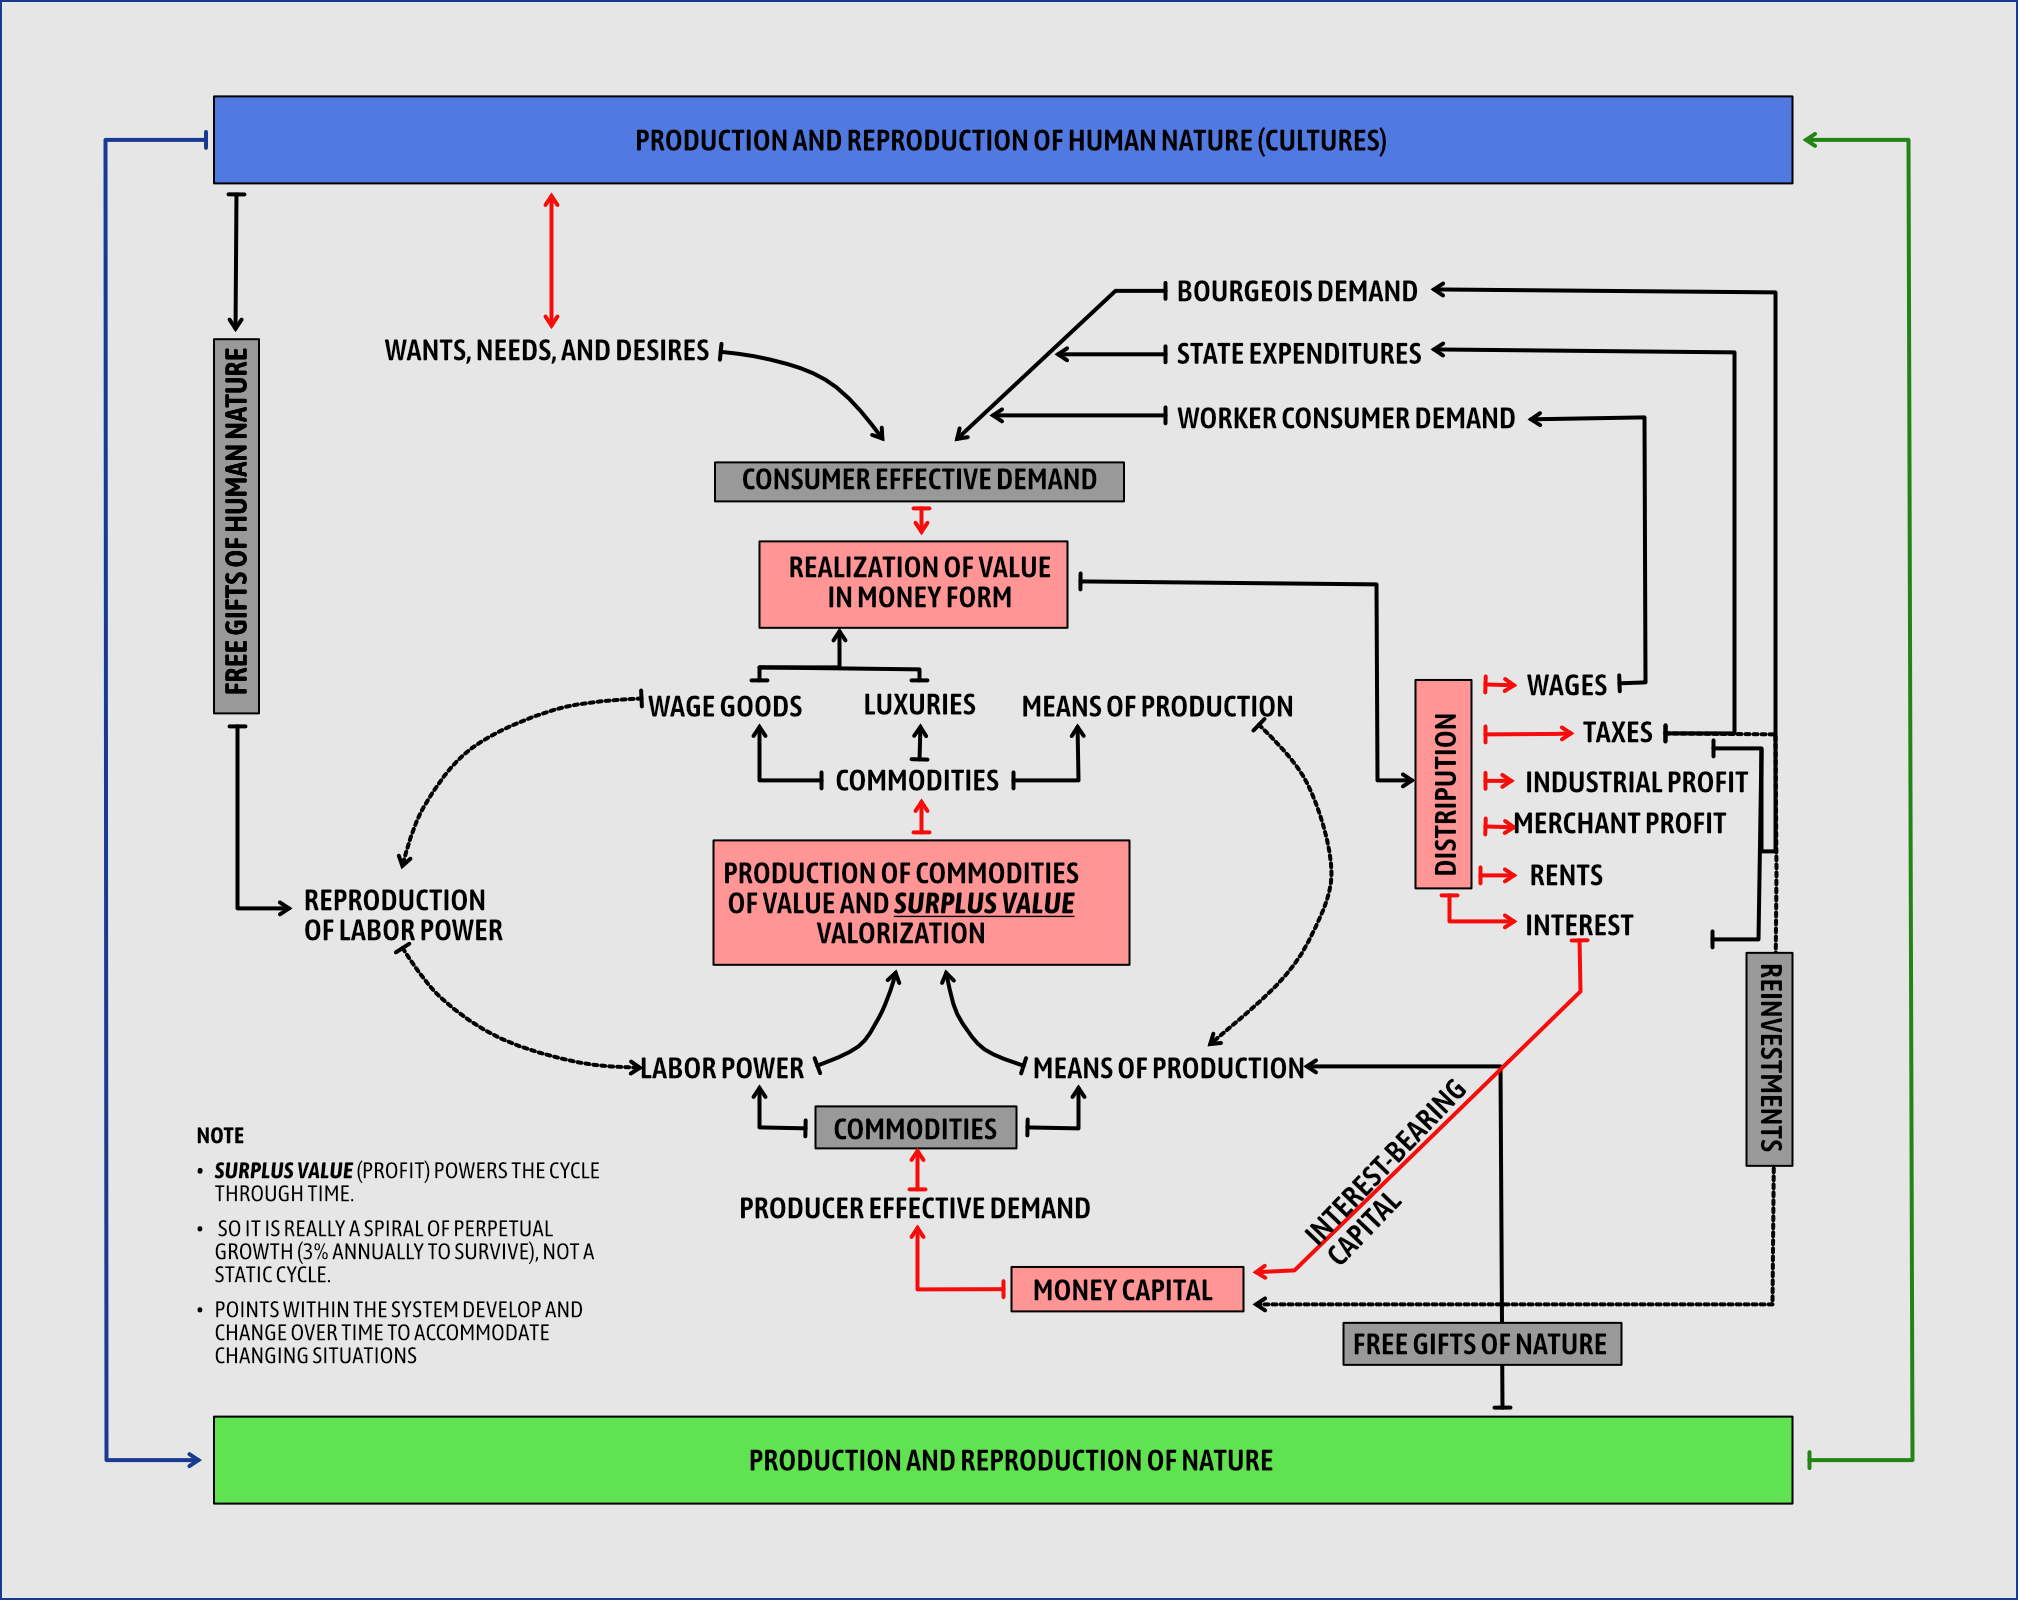 PRODUCTION AND REPRODUCTION OF HUMAN NATURE (CULTURES)
BOURGEOIS DEMAND
WANTS, NEEDS, AND DESIRES
STATE EXPENDITURES
WORKER CONSUMER DEMAND
FREE GIFTS OF HUMAN NATURE
CONSUMER EFFECTIVE DEMAND
REALIZATION OF VALUE
IN MONEY FORM
WAGE GOODS
LUXURIES
MEANS OF PRODUCTION
COMMODITIES
DISTRIPUTION
WAGES
TAXES
INDUSTRIAL PROFIT
MERCHANT PROFIT
RENTS
INTEREST
PRODUCTION OF COMMODITIES
OF VALUE AND SURPLUS VALUE
VALORIZATION
REPRODUCTION
OF LABOR POWER
REINVESTMENTS
LABOR POWER
MEANS OF PRODUCTION
COMMODITIES
INTEREST-BEARING
CAPITAL
PRODUCER EFFECTIVE DEMAND
MONEY CAPITAL
FREE GIFTS OF NATURE
NOTE
• SURPLUS VALUE (PROFIT) POWERS THE CYCLE
THROUGH TIME.
• SO IT IS REALLY A SPIRAL OF PERPETUAL
GROWTH (3% ANNUALLY TO SURVIVE), NOT A
STATIC CYCLE.
• POINTS WITHIN THE SYSTEM DEVELOP AND
CHANGE OVER TIME TO ACCOMMODATE
CHANGING SITUATIONS
PRODUCTION AND REPRODUCTION OF NATURE